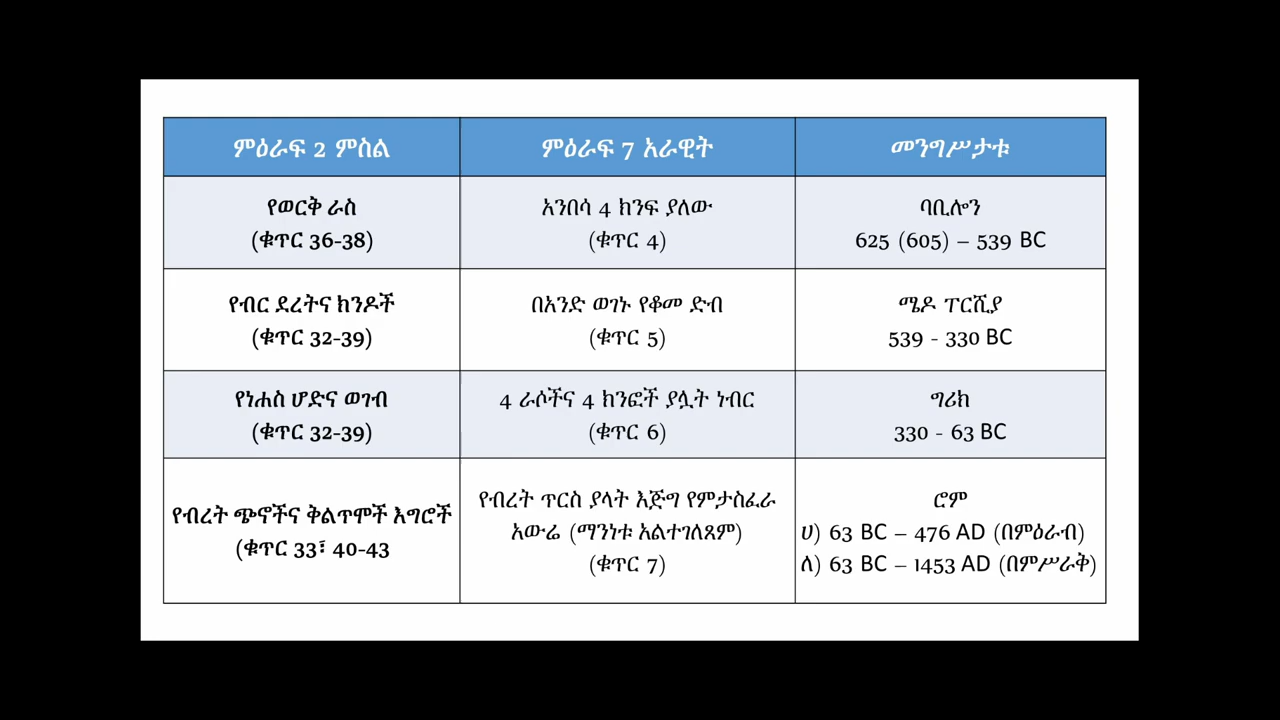 ምዕራፍ 2 ምስል
ምዕራፍ 7 አራዊት
መንግሥታቱ
የወርቅ ራስ
(ቁጥር 36-38)
አንበሳ 4 ክንፍ ያለው
(ቁጥር 4)
ባቢሎን
625 (605) – 539 BC
የብር ደረትና ክንዶች
(ቁጥር 32-39)
በአንድ ወገኑ የቆመ ድብ
(ቁጥር 5)
ሜዶ ፐርሺያ
539 - 330 BC
የነሐስ ሆድና ወገብ
(ቁጥር 32-39)
4 ራሶችና 4 ክንፎች ያሏት ነብር
(ቁጥር 6)
ግሪክ
330 - 63 BC
የብረት ጭኖችና ቅልጥሞች እግሮች
(ቁጥር 33፣ 40-43
የብረት ጥርስ ያላት እጅግ የምታስፈራ
አውሬ (ማንነቱ አልተገለጸም)
(ቁጥር 7)
ሮም
ሀ) 63 BC – 476 AD (በምዕራብ)
ለ) 63 BC – 1453 AD (በምሥራቅ)